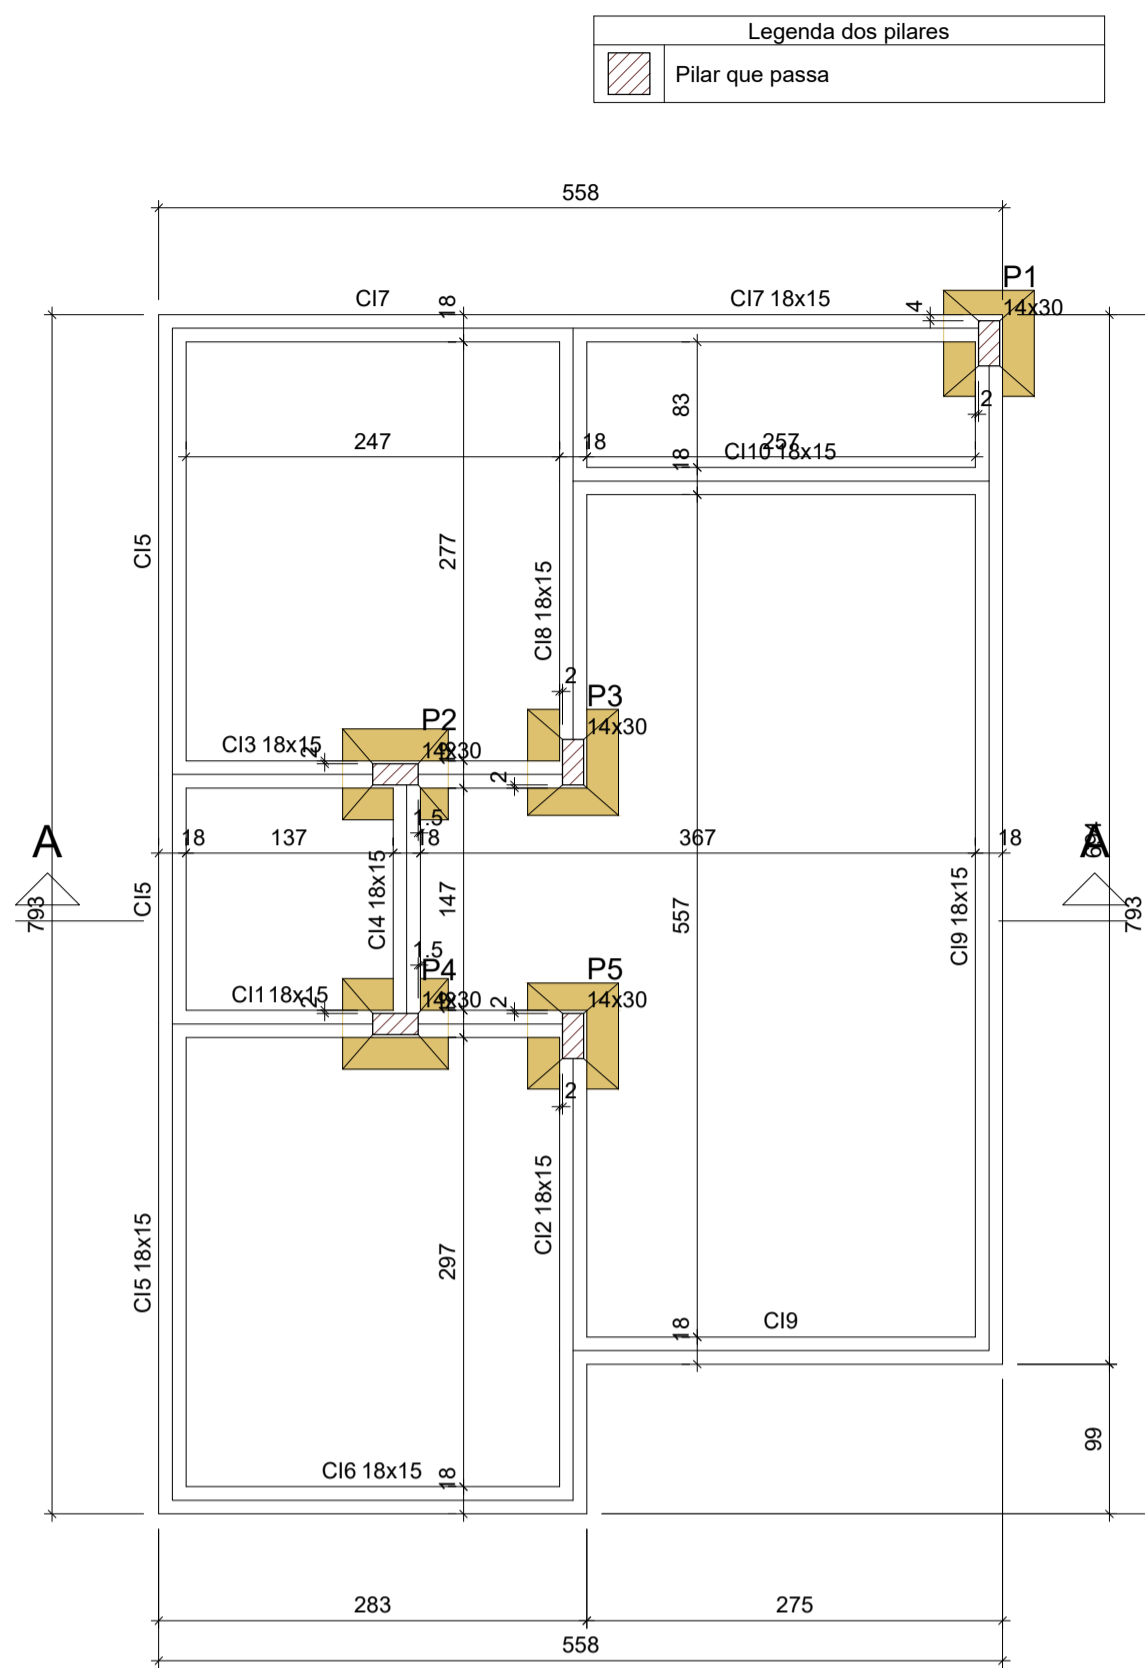 Legenda dos pilares
Pilar que passa
558
P1
CI7
18
CI7 18x15
4
14x30
2
83
247
18
257
18
CI10 18x15
CI5
277
CI8 18x15
2
P3
14x30
P2
CI3 18x15
2
14x30
2
1.5
A
18
137
18
367
18
A
793
CI5
CI4 18x15
147
557
CI9 18x15
793
1.5
P4
P5
CI1 18x15
2
14x30
2
14x30
2
CI2 18x15
CI5 18x15
297
18
CI9
99
CI6 18x15
18
283
275
558